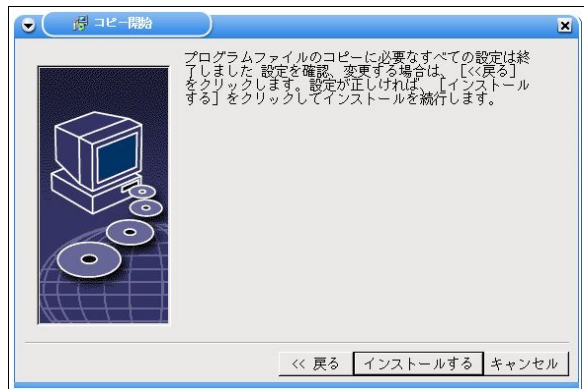 コピー開始
プログラムファイルのコピーに必要なすべての設定は終
了しました 設定を確認、変更する場合は、[<<戻る]
をクリックします。設定が正しければ、[インストール
する] をクリックしてインストールを続行します。
<< 戻る インストールする キャンセル